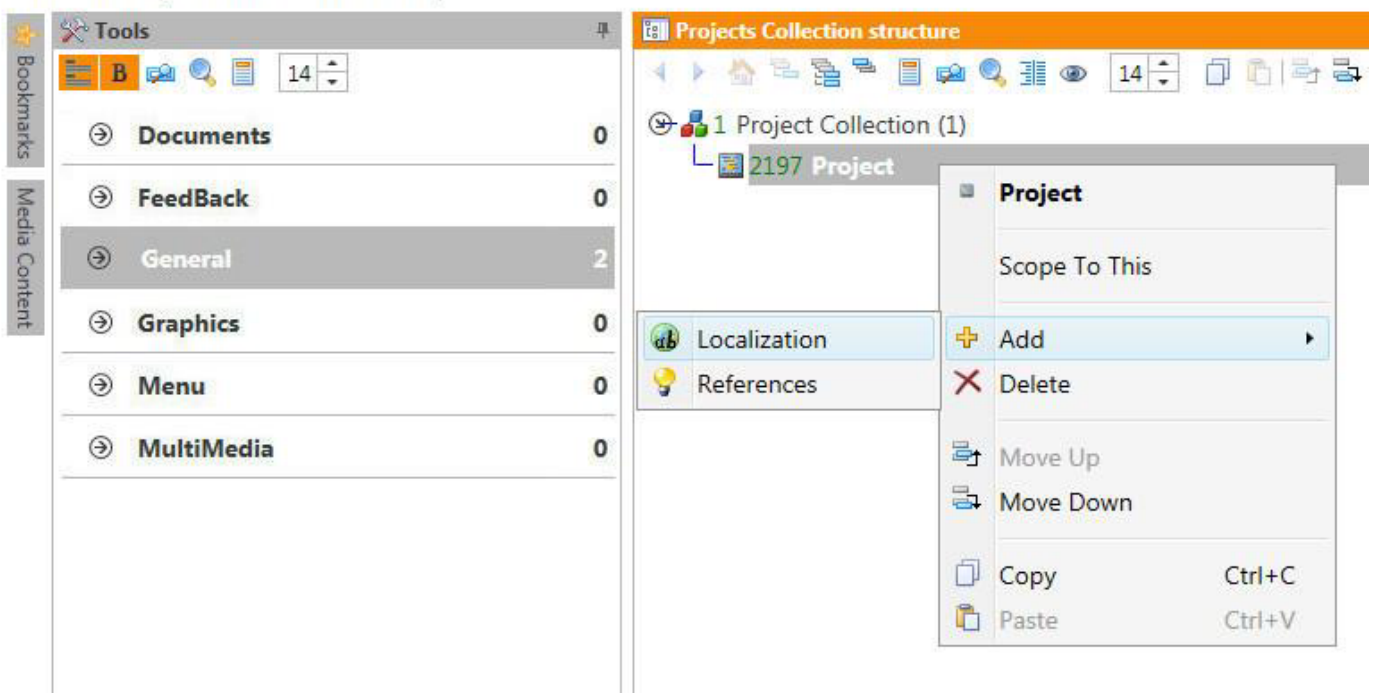 Bookmarks
Media Content
Tools
B
14
Documents 0
FeedBack 0
General 2
Graphics 0
Menu 0
MultiMedia 0
Projects Collection structure
14
1 Project Collection (1)
2197 Project
Project
Scope To This
Add
Delete
Move Up
Move Down
Copy Ctrl+C
Paste Ctrl+V
ab Localization
References